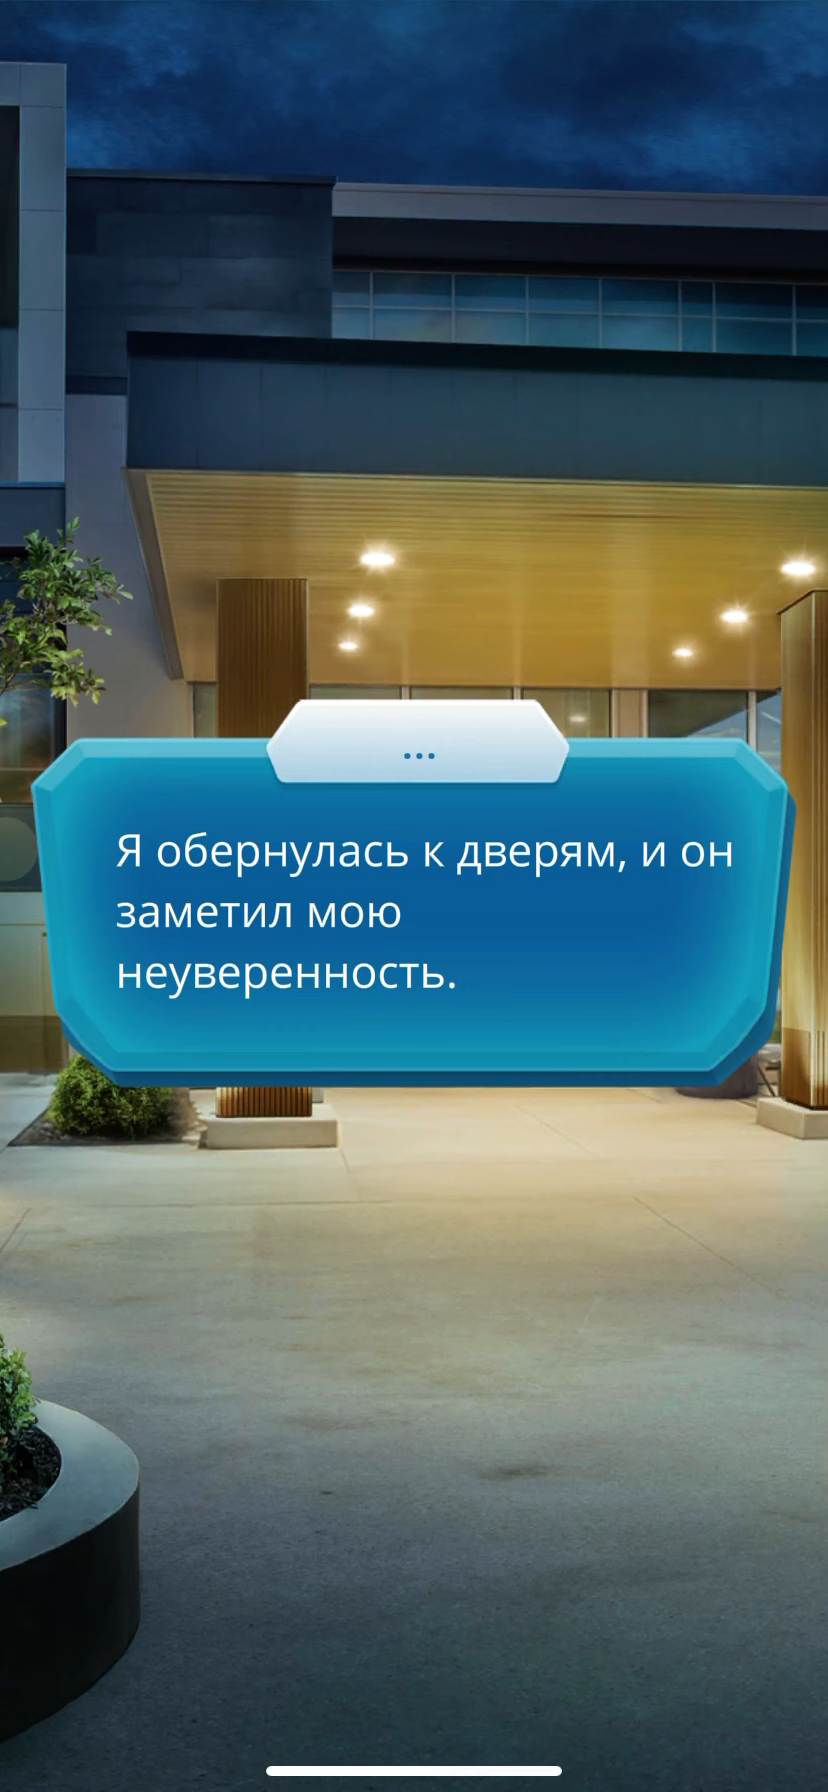 ...
Я обернулась к дверям, и он
заметил мою
неуверенность.